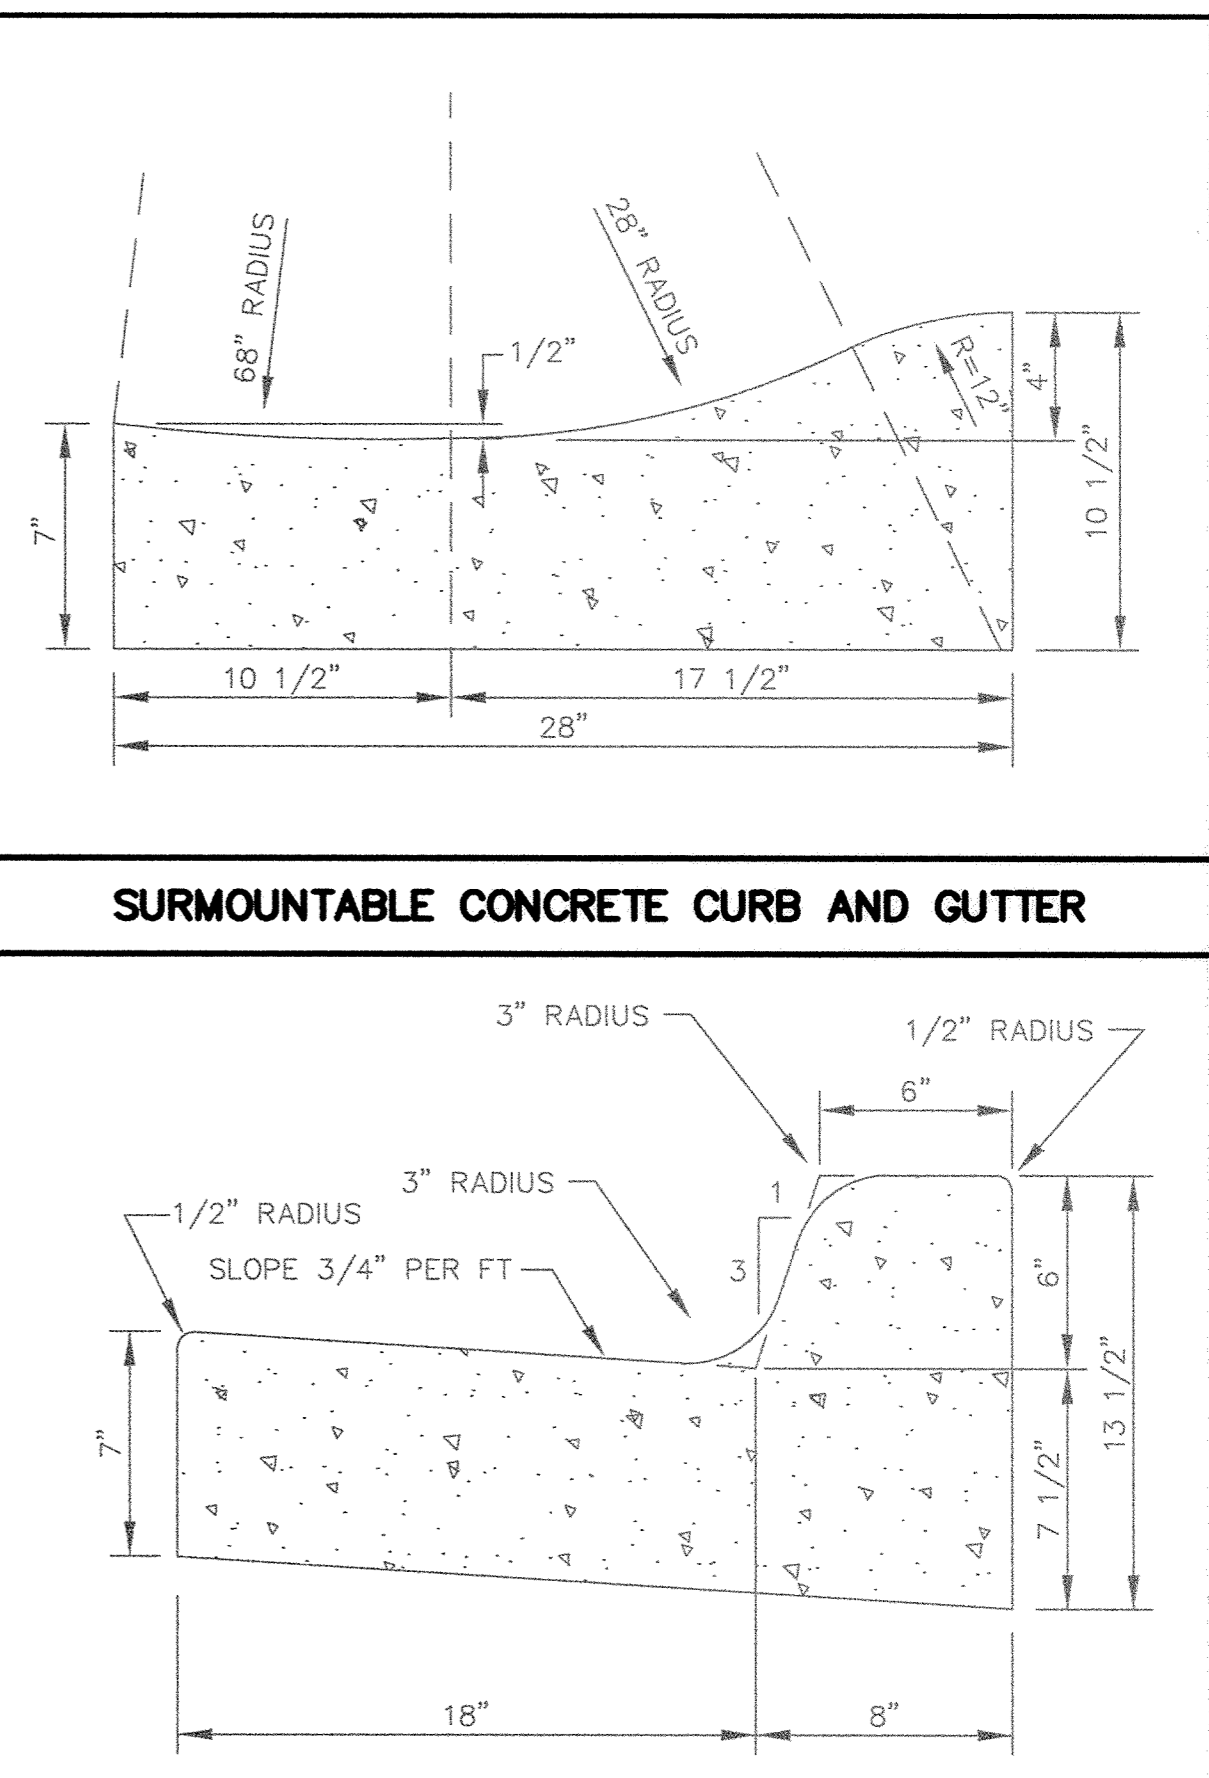 68" RADIUS
28" RADIUS
1/2"
R=12"
4"
10 1/2"
7"
10 1/2"
17 1/2"
28"
SURMOUNTABLE CONCRETE CURB AND GUTTER
3" RADIUS
1/2" RADIUS
6"
3" RADIUS
1
1/2" RADIUS
SLOPE 3/4" PER FT
3
6"
13 1/2"
7"
7 1/2"
18"
8"